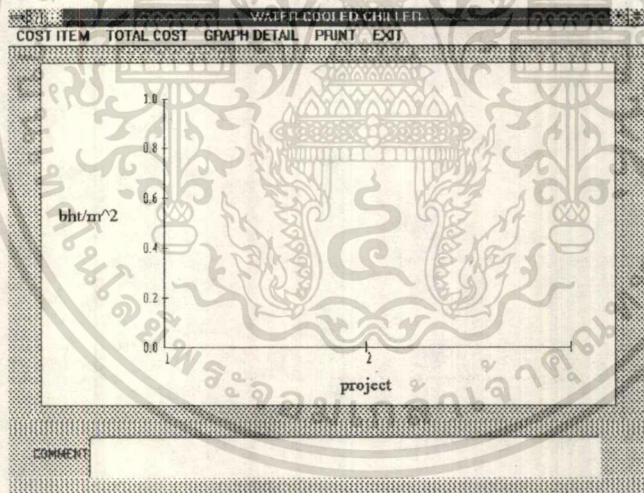 WATER COOLED CHILLER
COST ITEM TOTAL COST GRAPH DETAIL PRINT EXIT
1.0
0.8
0.6
bht/m^2
0.4
0.2
0.0
1 2
project
COMMENT